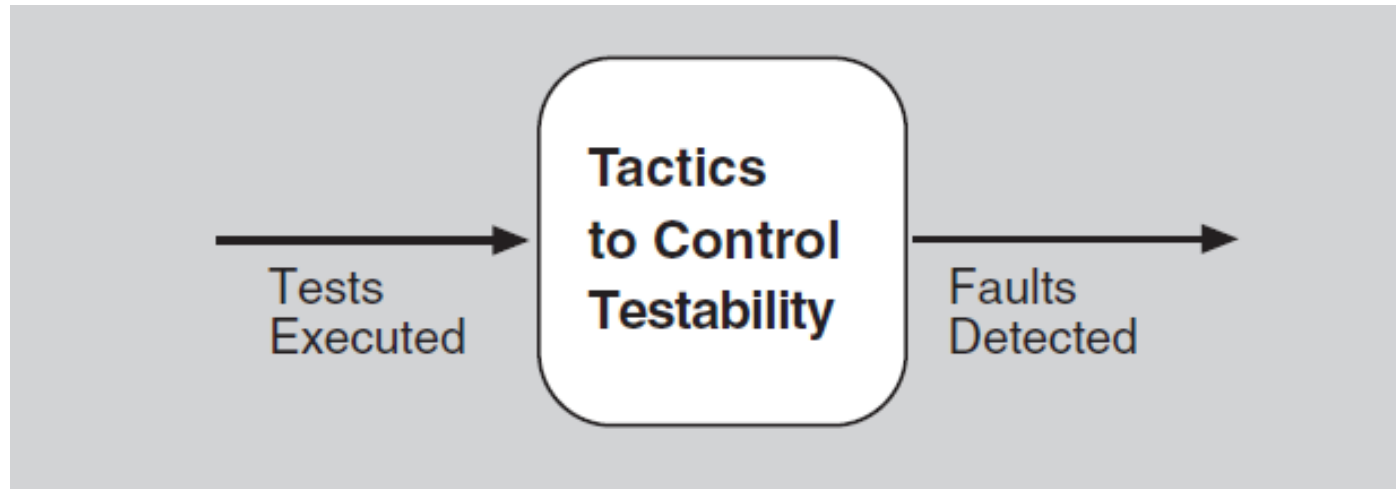 Tests
Executed
Tactics
to Control
Testability
Faults
Detected